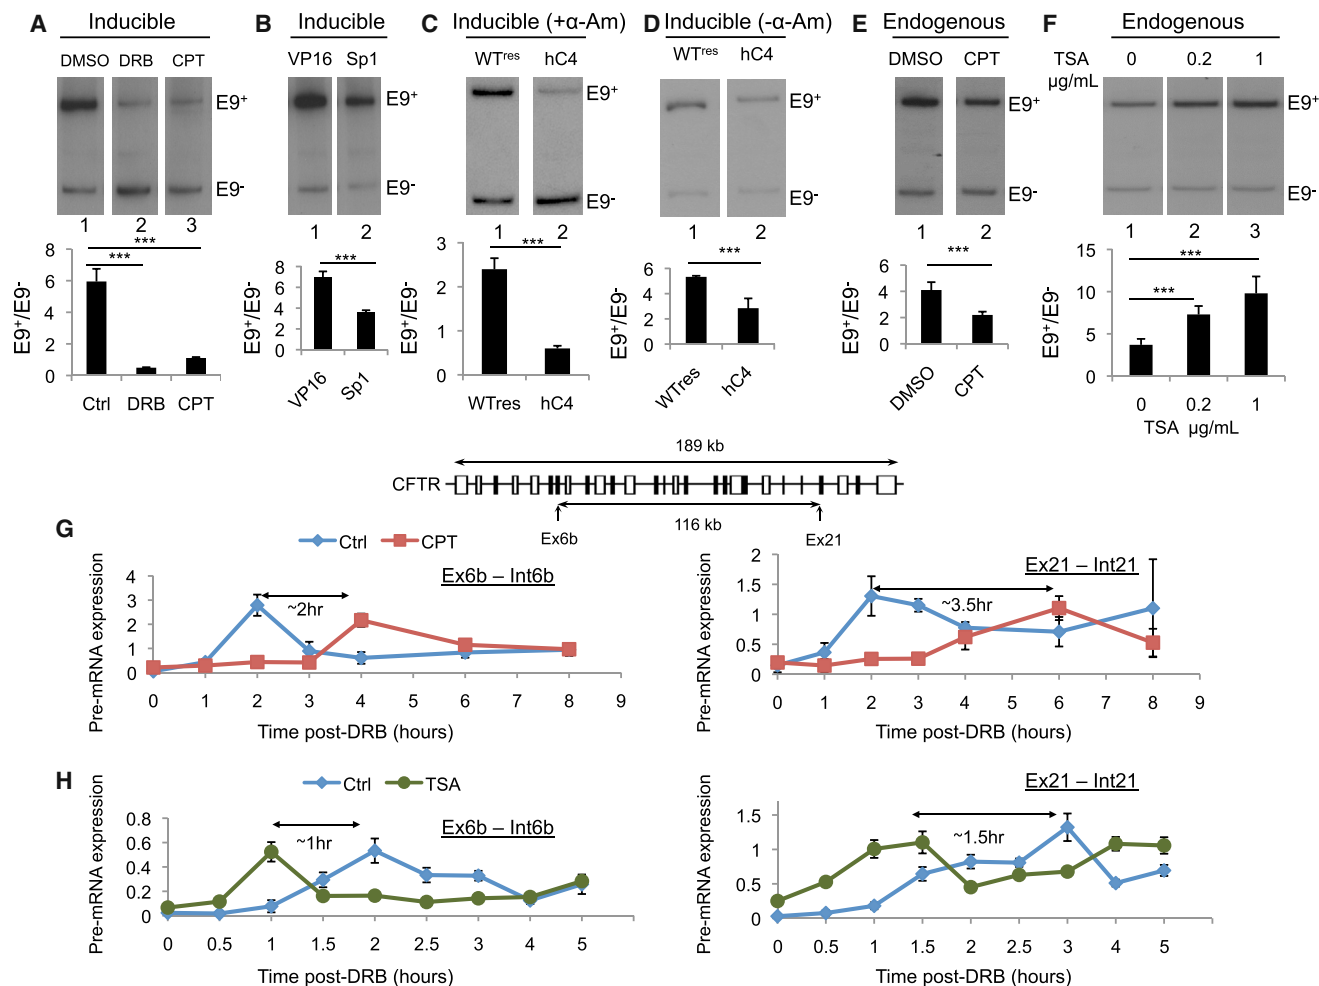 A Inducible
DMSO DRB CPT
E9+
E9-
1 2 3
***
***
E9+/E9-
8
6
4
2
0
Ctrl DRB CPT
B Inducible
VP16 Sp1
E9+
E9-
1 2
***
E9+/E9-
8
6
4
2
0
VP16 Sp1
C Inducible (+α-Am)
WTres hC4
E9+
E9-
1 2
***
E9+/E9-
3
2
1
0
WTres hC4
D Inducible (-α-Am)
WTres hC4
E9+
E9-
1 2
***
E9+/E9-
6
4
2
0
WTres hC4
E Endogenous
DMSO CPT
E9+
E9-
1 2
***
E9+/E9-
6
4
2
0
DMSO CPT
F Endogenous
TSA 0 0.2 1
µg/mL
E9+
E9-
1 2 3
***
***
E9+/E9-
15
10
5
0
0 0.2 1
TSA µg/mL
189 kb
CFTR
116 kb
Ex6b Ex21
G
Ctrl CPT
Ex6b – Int6b
~2hr
Pre-mRNA expression
4
3
2
1
0
0 1 2 3 4 5 6 7 8 9
Time post-DRB (hours)
Ex21 – Int21
~3.5hr
Pre-mRNA expression
2
1.5
1
0.5
0
0 1 2 3 4 5 6 7 8 9
Time post-DRB (hours)
H
Ctrl TSA
Ex6b – Int6b
~1hr
Pre-mRNA expression
0.8
0.6
0.4
0.2
0
0 0.5 1 1.5 2 2.5 3 4 5
Time post-DRB (hours)
Ex21 – Int21
~1.5hr
Pre-mRNA expression
1.5
1
0.5
0
0 0.5 1 1.5 2 2.5 3 4 5
Time post-DRB (hours)